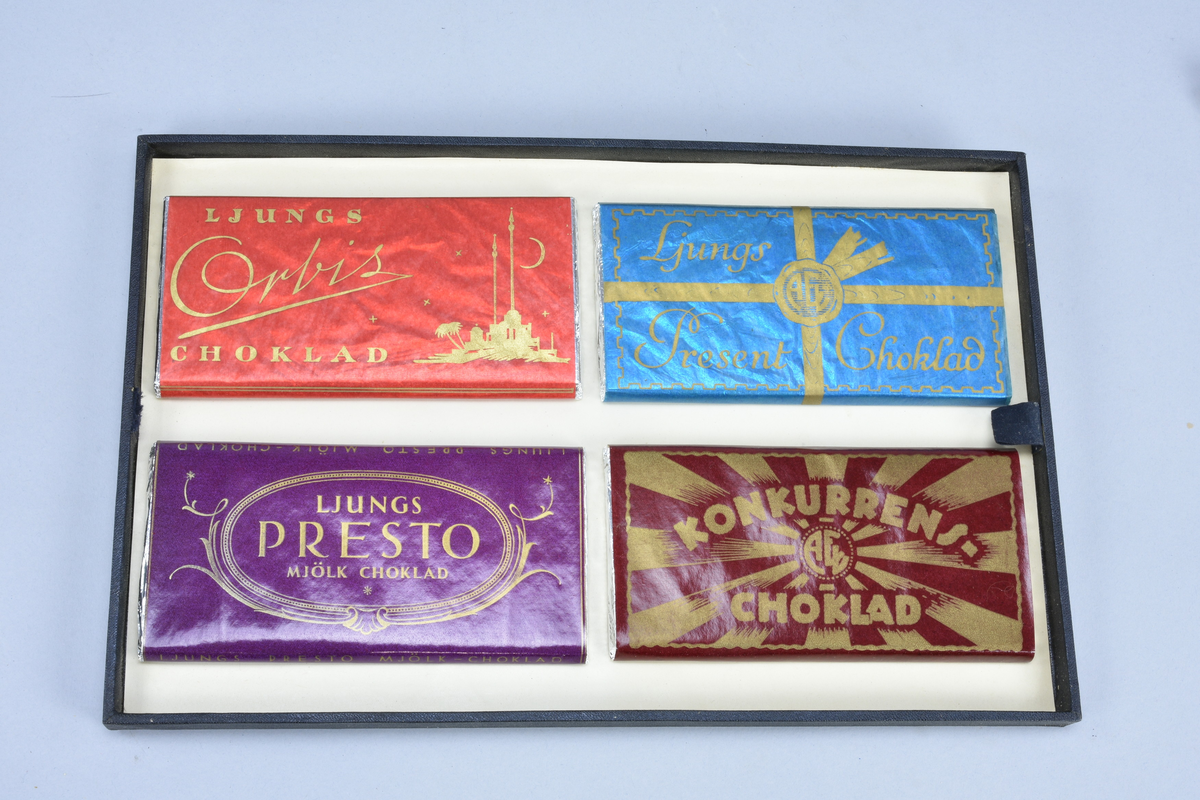 LJUNGS
Orbis
CHOKLAD
Ljungs
Present Choklad
LJUNGS PRESTO MJÖLK-CHOKLAD
LJUNGS
PRESTO
MJÖLK CHOKLAD
LJUNGS PRESTO MJÖLK-CHOKLAD
KONKURRENS-
CHOKLAD